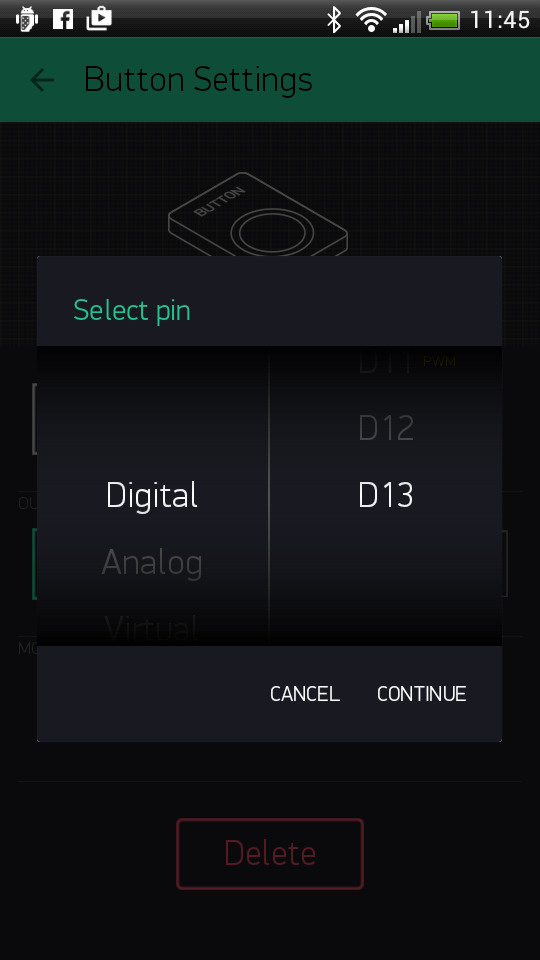 11:45
Button Settings
BUTTON
Select pin
D11 PWM
D12
Digital D13
Analog
Virtual
CANCEL CONTINUE
Delete